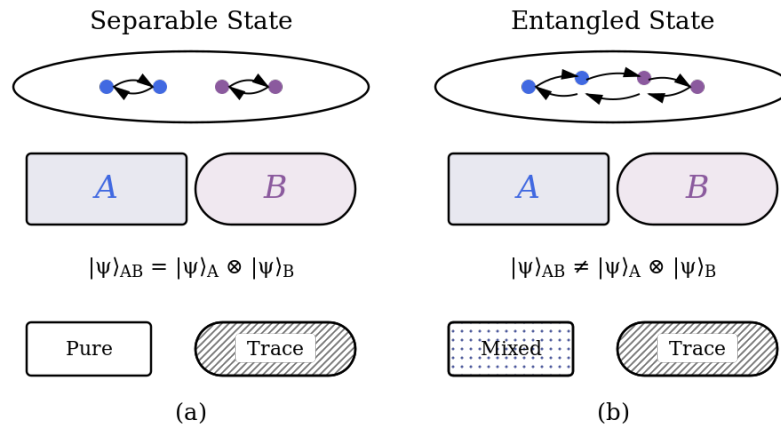 Separable State
A B
|ψ⟩AB = |ψ⟩A ⊗ |ψ⟩B
Pure Trace
(a)
Entangled State
A B
|ψ⟩AB ≠ |ψ⟩A ⊗ |ψ⟩B
Mixed Trace
(b)